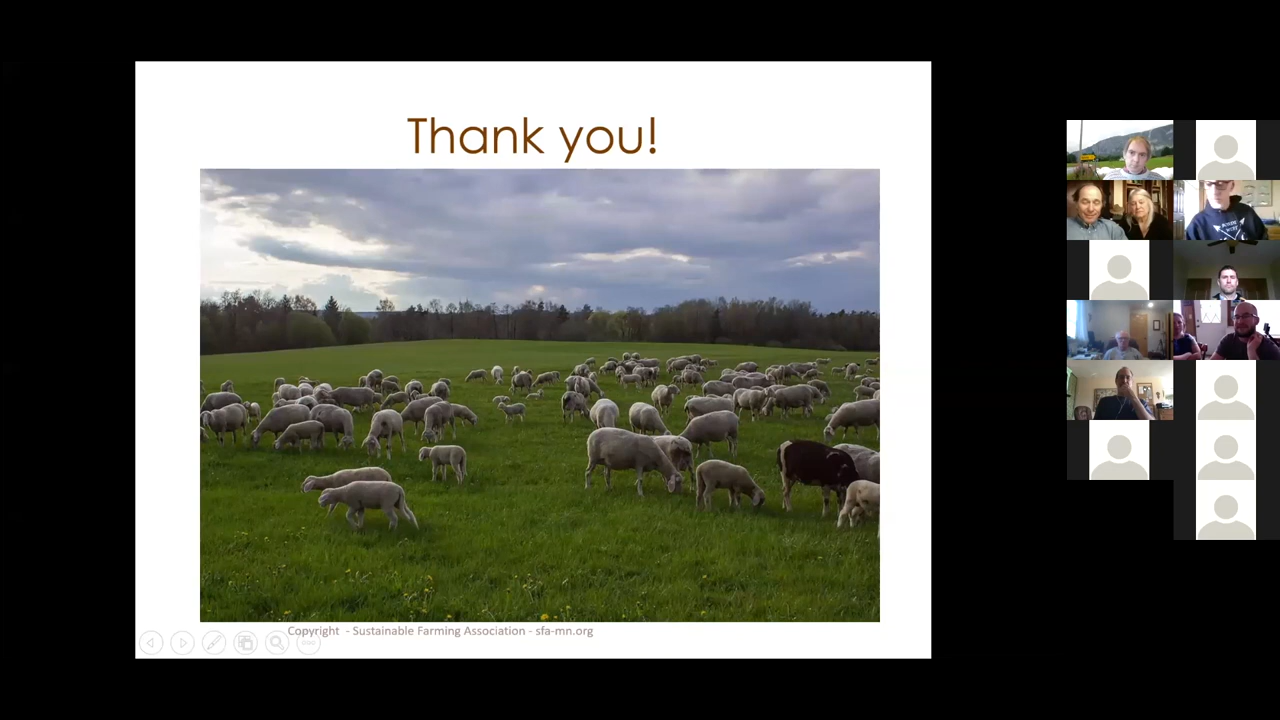 Thank you!
Copyright - Sustainable Farming Association - sfa-mn.org